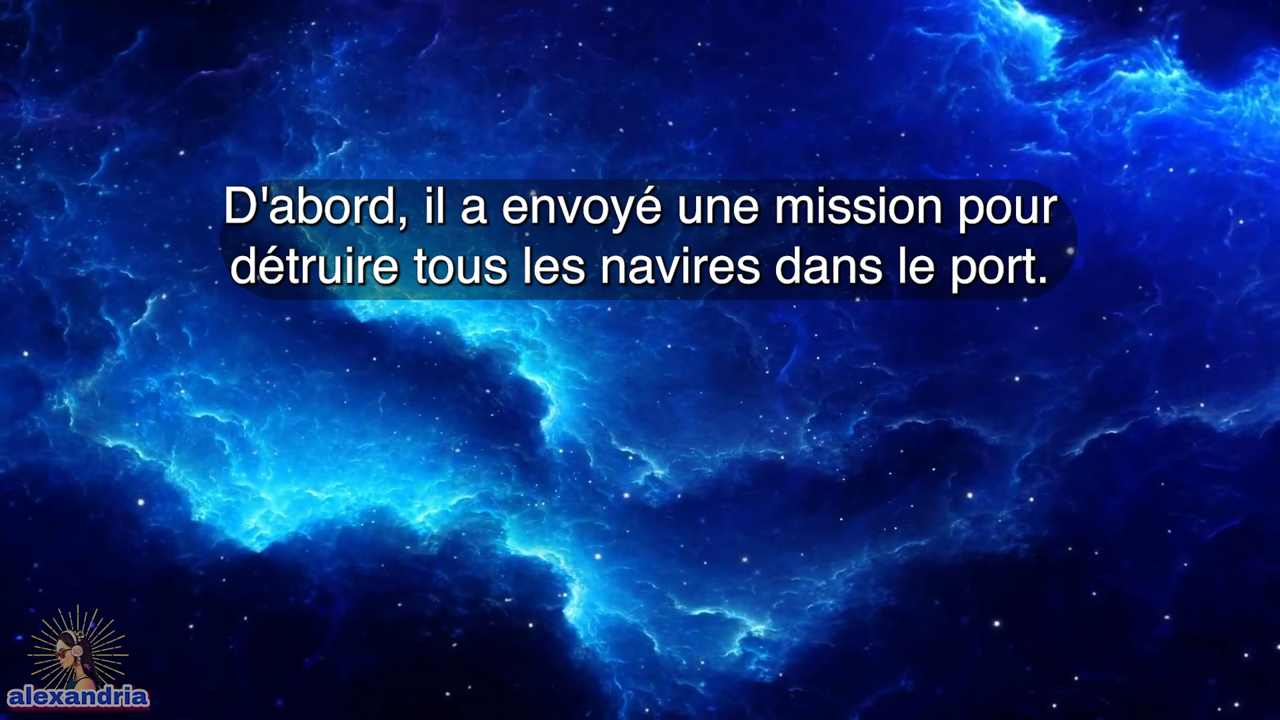 D'abord, il a envoyé une mission pour
détruire tous les navires dans le port.
alexandria